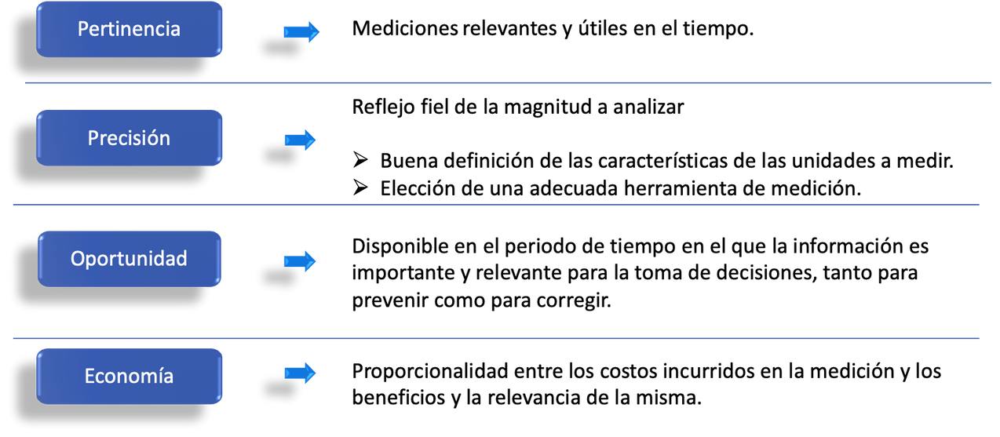 Pertinencia
Mediciones relevantes y útiles en el tiempo.
Precisión
Reflejo fiel de la magnitud a analizar
➢ Buena definición de las características de las unidades a medir.
➢ Elección de una adecuada herramienta de medición.
Oportunidad
Disponible en el periodo de tiempo en el que la información es
importante y relevante para la toma de decisiones, tanto para
prevenir como para corregir.
Economía
Proporcionalidad entre los costos incurridos en la medición y los
beneficios y la relevancia de la misma.